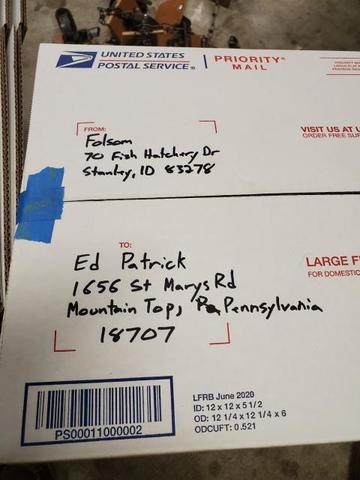 UNITED STATES
POSTAL SERVICE®
PRIORITY®
MAIL
FROM:
Folsom
70 Fish Hatchery Dr
Stanley, ID 83278
VISIT US AT U
ORDER FREE SUP
TO:
Ed Patrick
1656 St Marys Rd
Mountain Top, Pa Pennsylvania
18707
LARGE F
FOR DOMESTIC
PS00011000002
LFRB June 2020
ID: 12 x 12 x 5 1/2
OD: 12 1/4 x 12 1/4 x 6
ODCUFT: 0.521